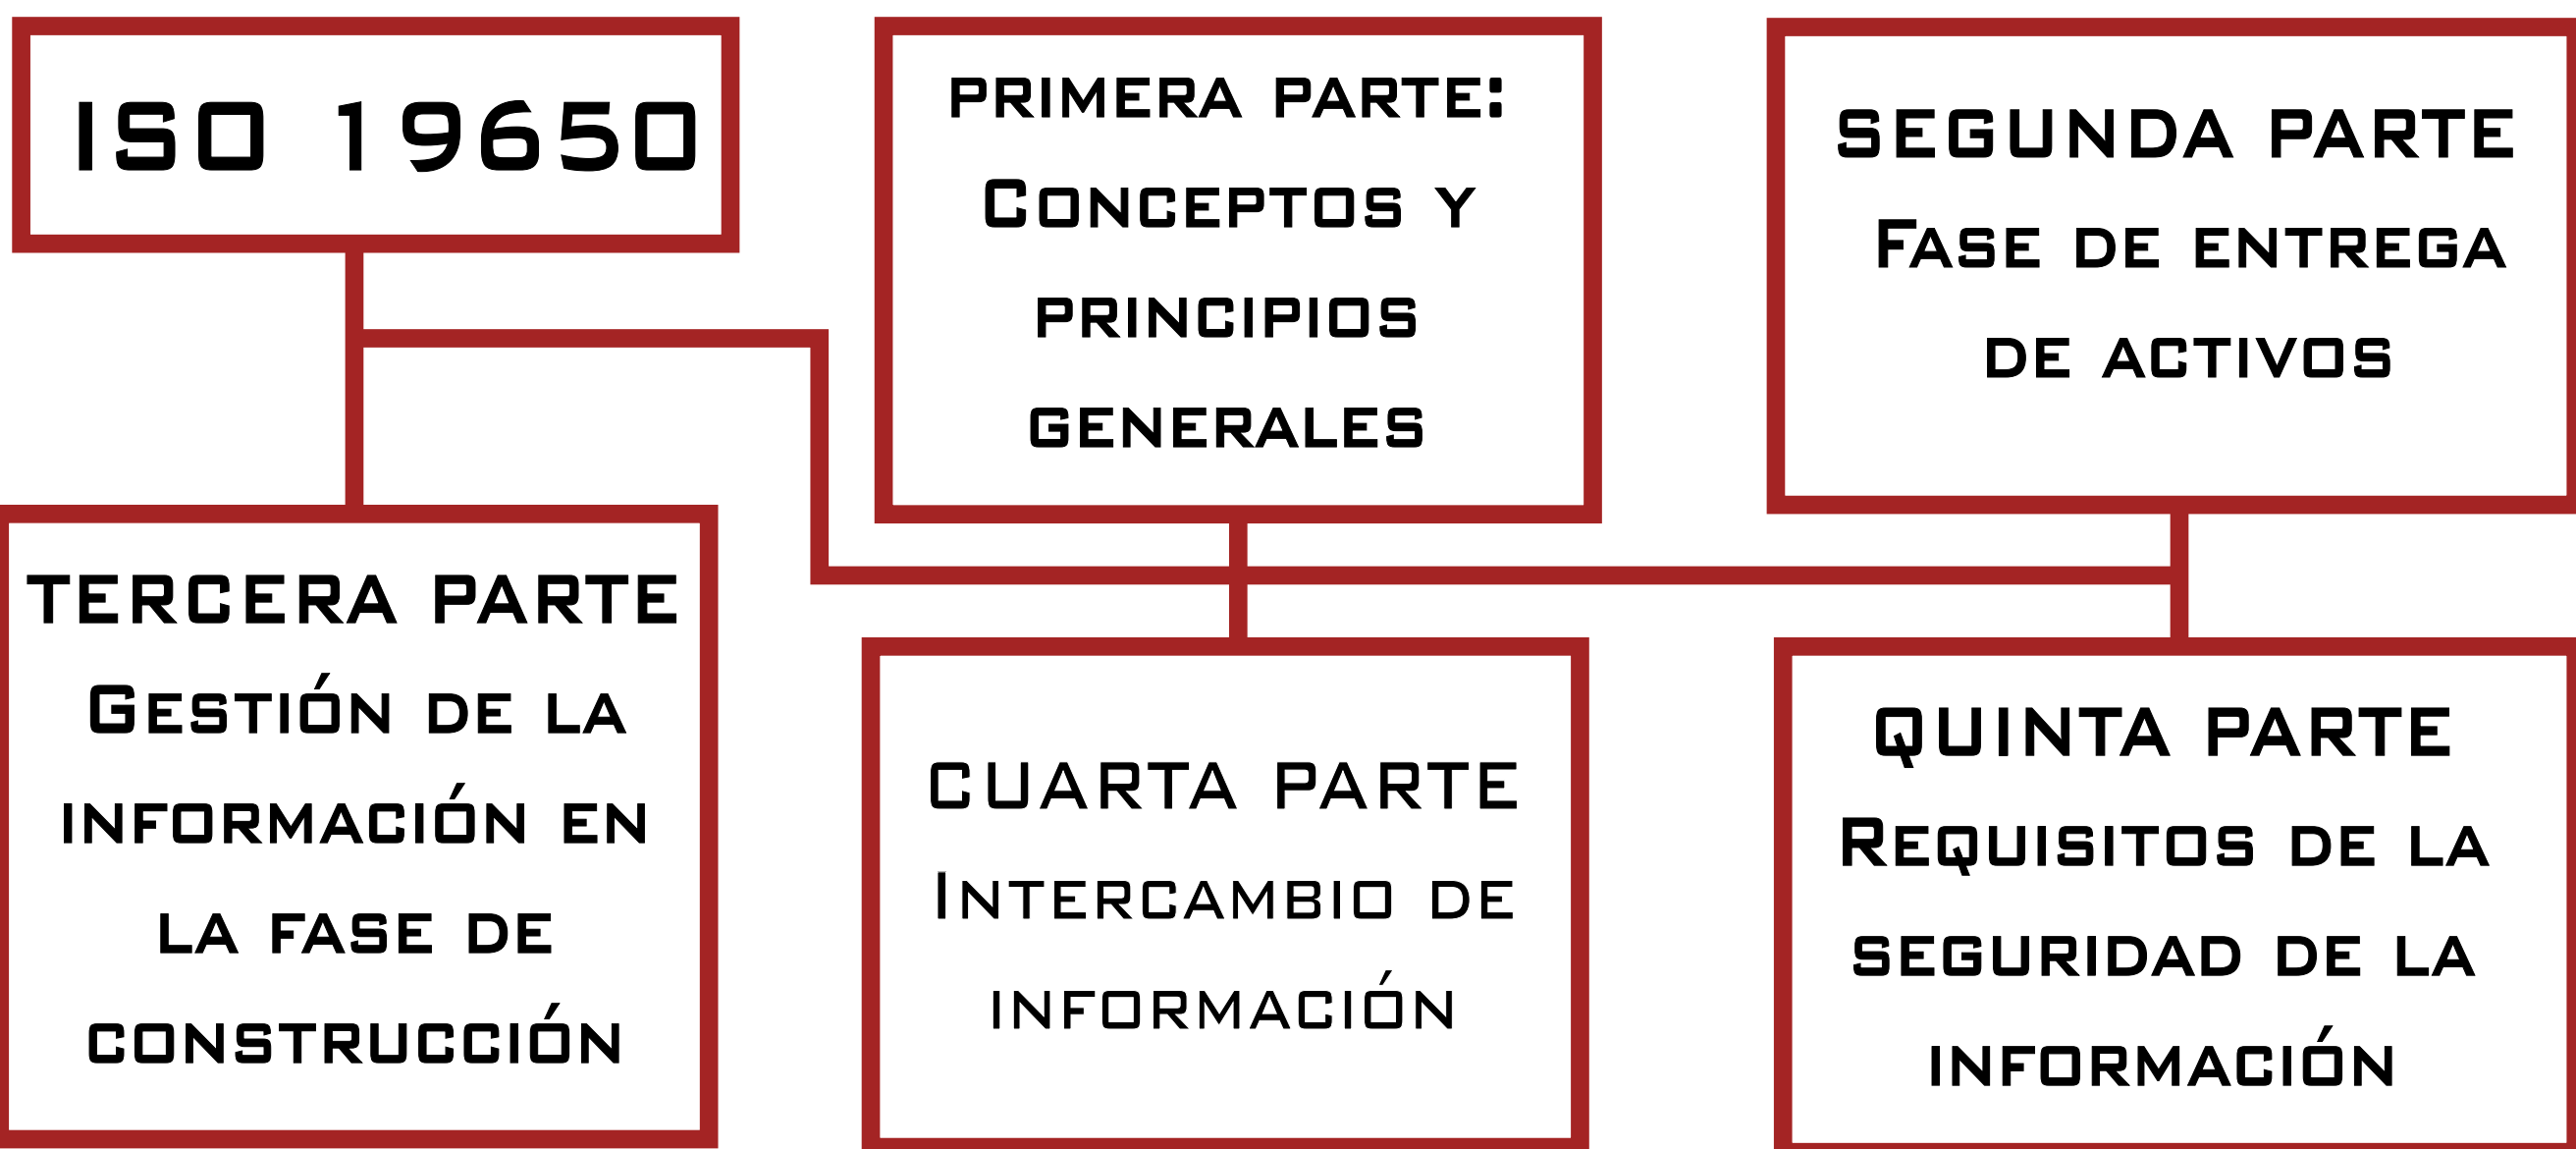 ISO 19650
PRIMERA PARTE:
CONCEPTOS Y
PRINCIPIOS
GENERALES
SEGUNDA PARTE
FASE DE ENTREGA
DE ACTIVOS
TERCERA PARTE
GESTIÓN DE LA
INFORMACIÓN EN
LA FASE DE
CONSTRUCCIÓN
CUARTA PARTE
INTERCAMBIO DE
INFORMACIÓN
QUINTA PARTE
REQUISITOS DE LA
SEGURIDAD DE LA
INFORMACIÓN